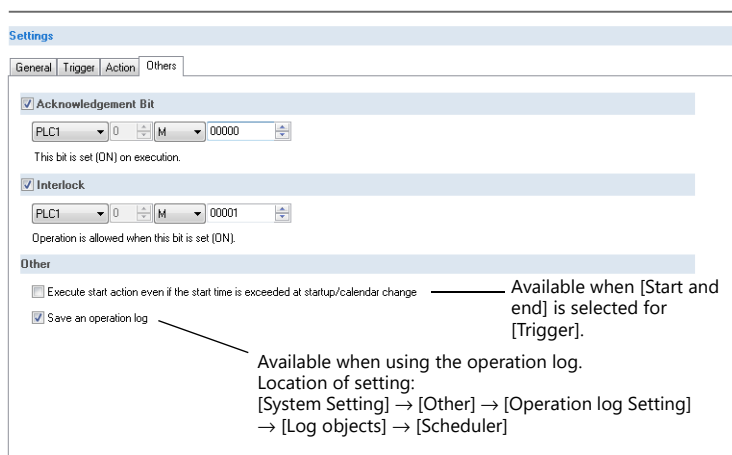 Settings
General Trigger Action Others
Acknowledgement Bit
PLC1 0 M 00000
This bit is set (ON) on execution.
Interlock
PLC1 0 M 00001
Operation is allowed when this bit is set (ON).
Other
Execute start action even if the start time is exceeded at startup/calendar change
Available when [Start and
end] is selected for
[Trigger].
Save an operation log
Available when using the operation log.
Location of setting:
[System Setting] → [Other] → [Operation log Setting]
→ [Log objects] → [Scheduler]